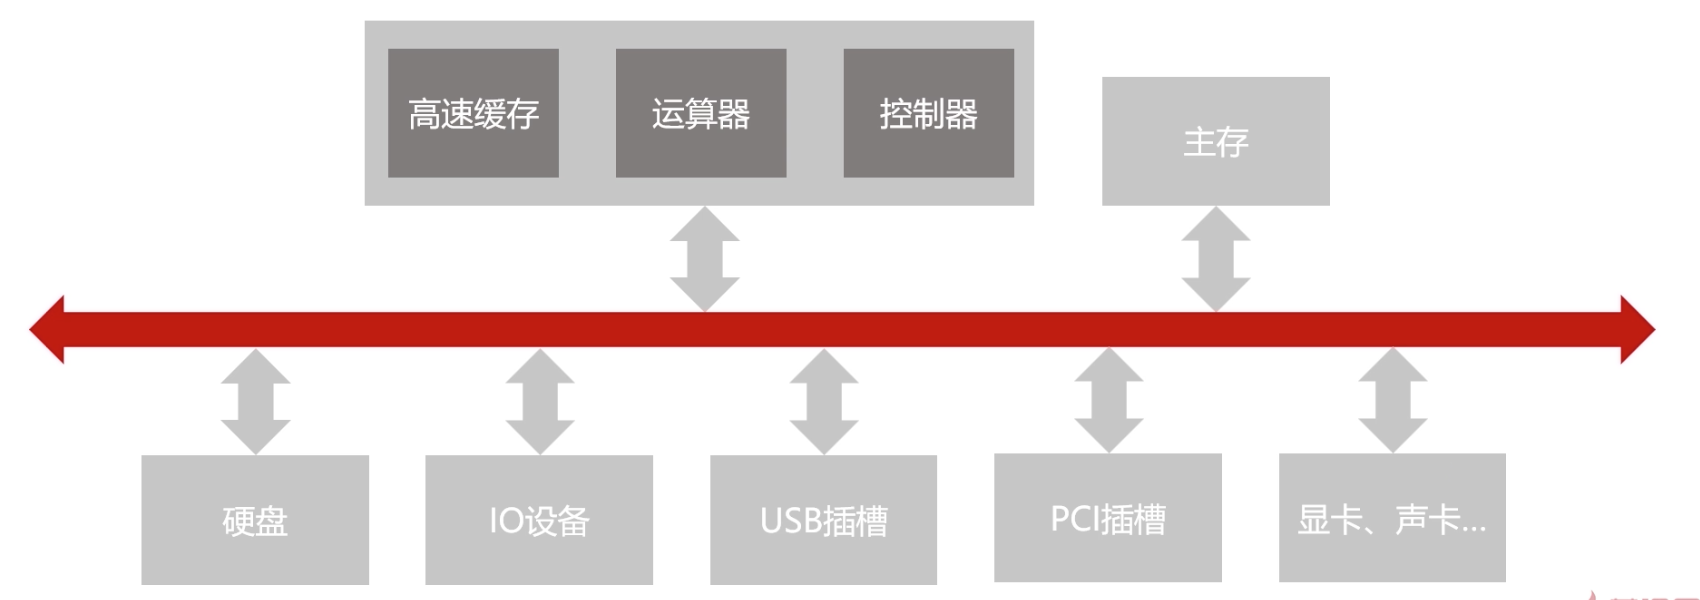 高速缓存
运算器
控制器
主存
硬盘
IO设备
USB插槽
PCI插槽
显卡、声卡...